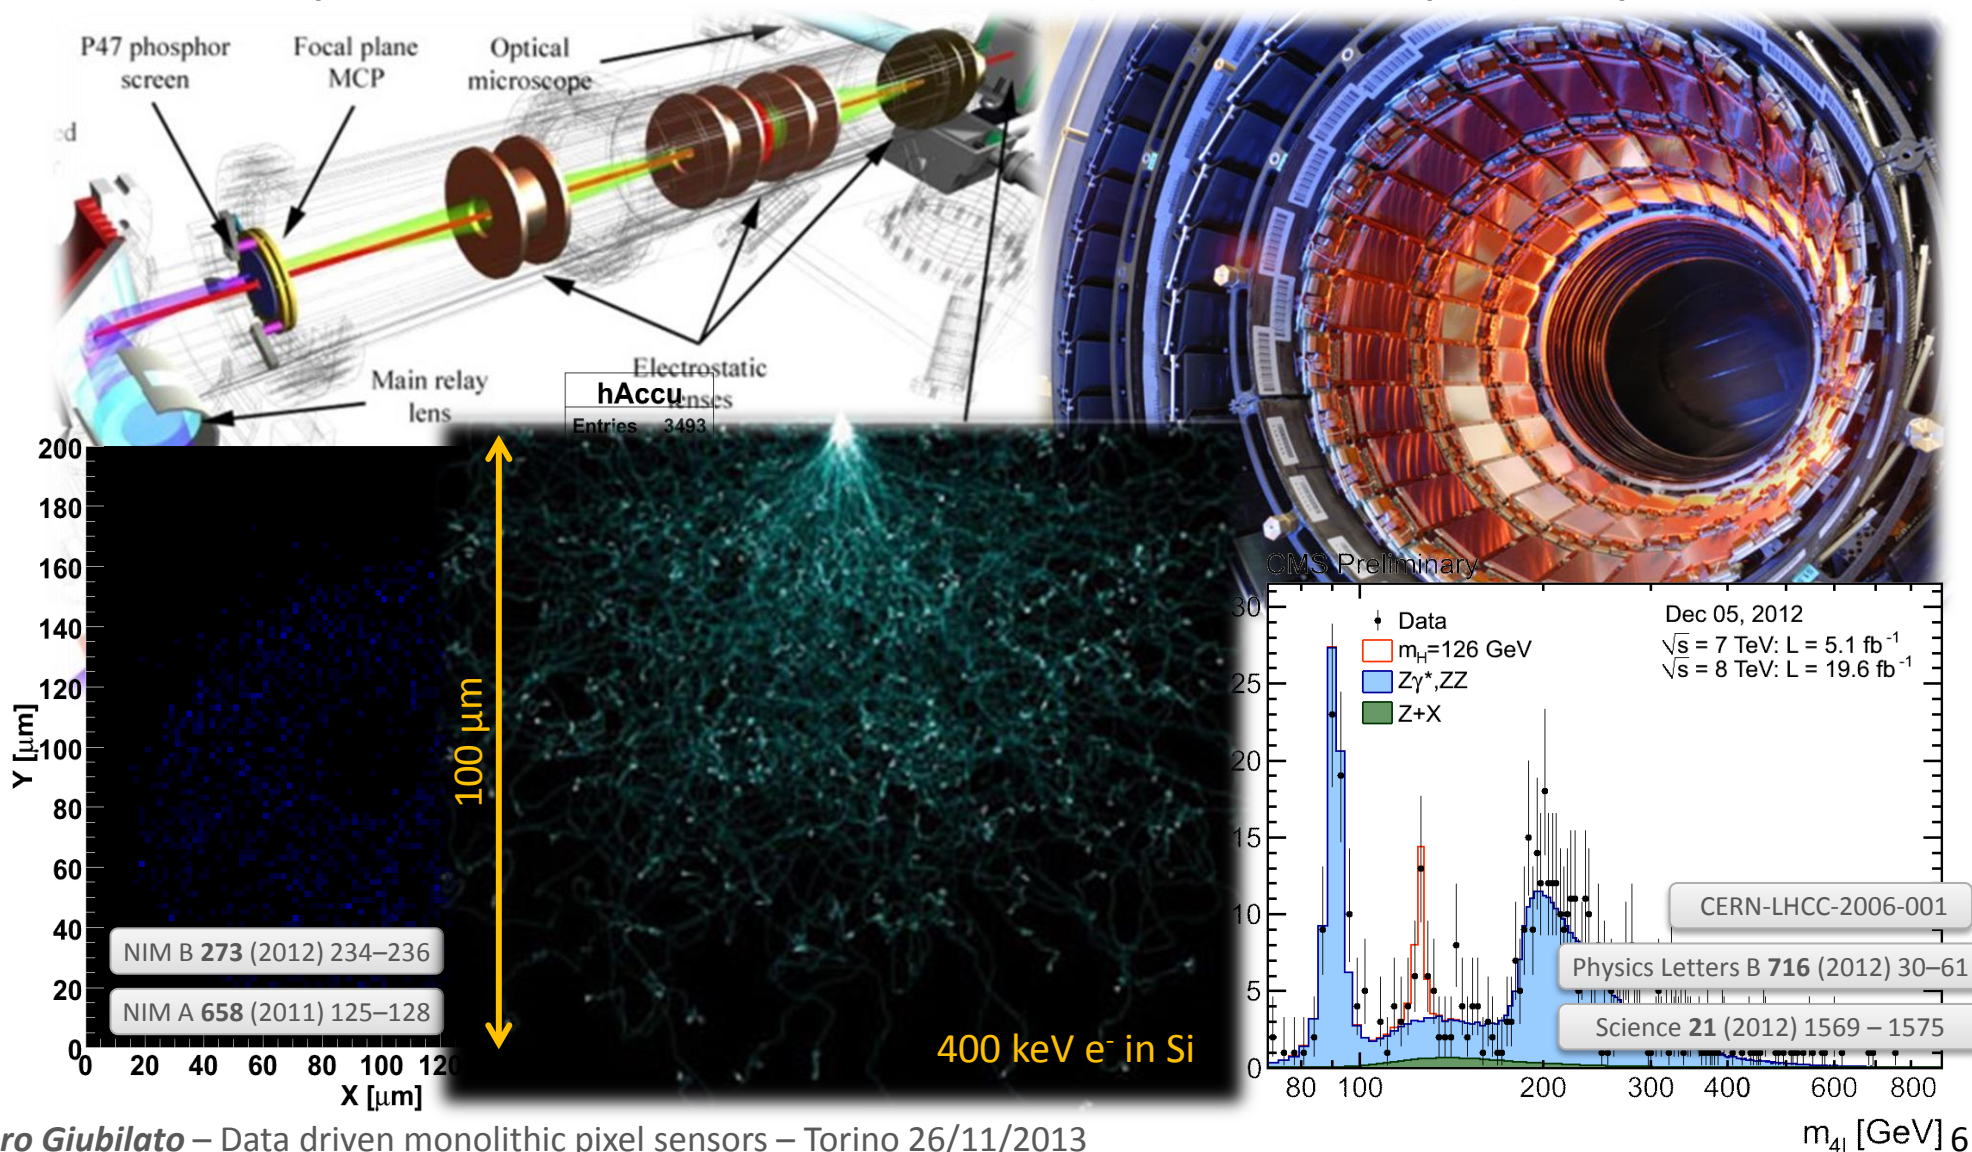 P47 phosphor
screen
Focal plane
MCP
Optical
microscope
ed
Electrostatic
lenses
Main relay
lens
hAccu
Entries 3493
200
180
160
140
120
100
80
60
40
20
0
Y [μm]
0 20 40 60 80 100 120
X [μm]
NIM B 273 (2012) 234–236
NIM A 658 (2011) 125–128
100 μm
400 keV e- in Si
CMS Preliminary
30
25
20
15
10
5
0
Data
mH=126 GeV
Zγ*,ZZ
Z+X
Dec 05, 2012
√s = 7 TeV: L = 5.1 fb-1
√s = 8 TeV: L = 19.6 fb-1
CERN-LHCC-2006-001
Physics Letters B 716 (2012) 30–61
Science 21 (2012) 1569 – 1575
80 100 200 300 400 600 800
m4l [GeV]
ro Giubilato – Data driven monolithic pixel sensors – Torino 26/11/2013
6